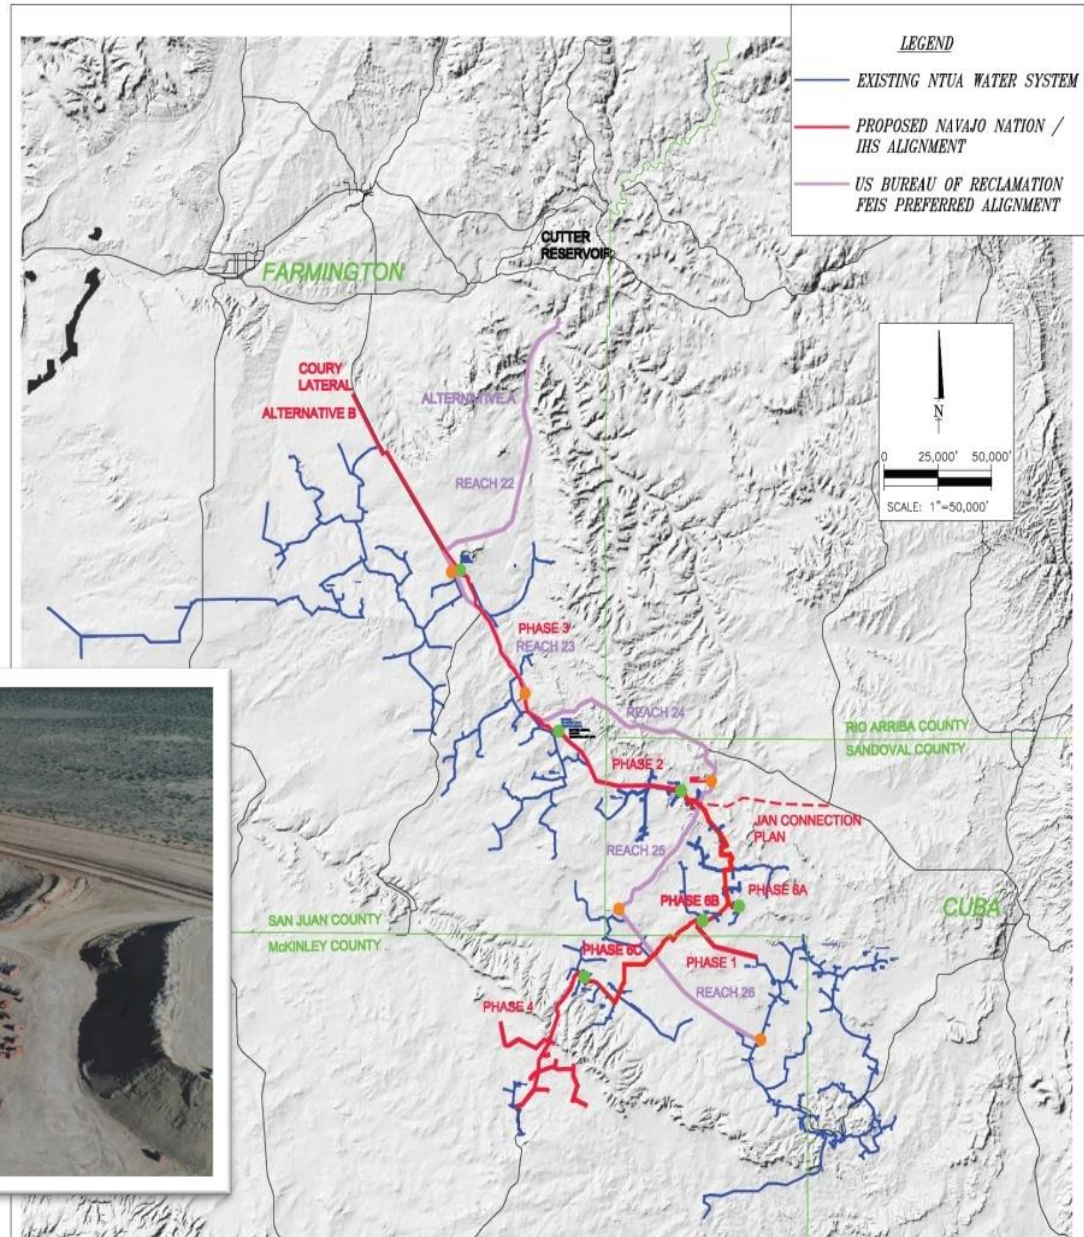 LEGEND
EXISTING NTUA WATER SYSTEM
PROPOSED NAVAJO NATION /
IHS ALIGNMENT
US BUREAU OF RECLAMATION
FEIS PREFERRED ALIGNMENT
CUTTER
RESERVOIR
FARMINGTON
N
0 25,000' 50,000'
SCALE: 1"=50,000'
COURY
LATERAL
ALTERNATIVE B
ALTERNATIVE A
REACH 22
PHASE 3
REACH 23
REACH 24
RIO ARRIBA COUNTY
SANDOVAL COUNTY
PHASE 2
JAN CONNECTION
PLAN
REACH 25
PHASE 6A
PHASE 6B
CUBA
SAN JUAN COUNTY
McKINLEY COUNTY
PHASE 6C
PHASE 1
REACH 26
PHASE 4